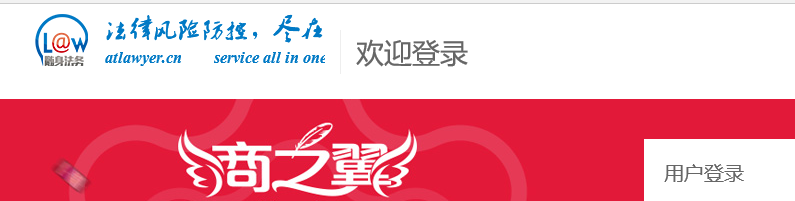 法律风险防控，尽在
L@w
随身法务
atlawyer.cn service all in one
欢迎登录
商之翼
用户登录